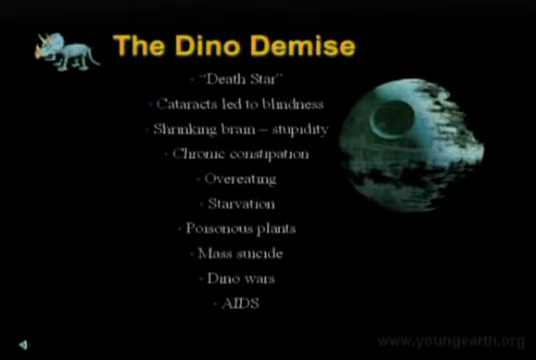 The Dino Demise
• "Death Star"
• Cataracts led to blindness
• Shrinking brain – stupidity
• Chronic constipation
• Overeating
• Starvation
• Poisonous plants
• Mass suicide
• Dino wars
• AIDS
www.youngearth.org